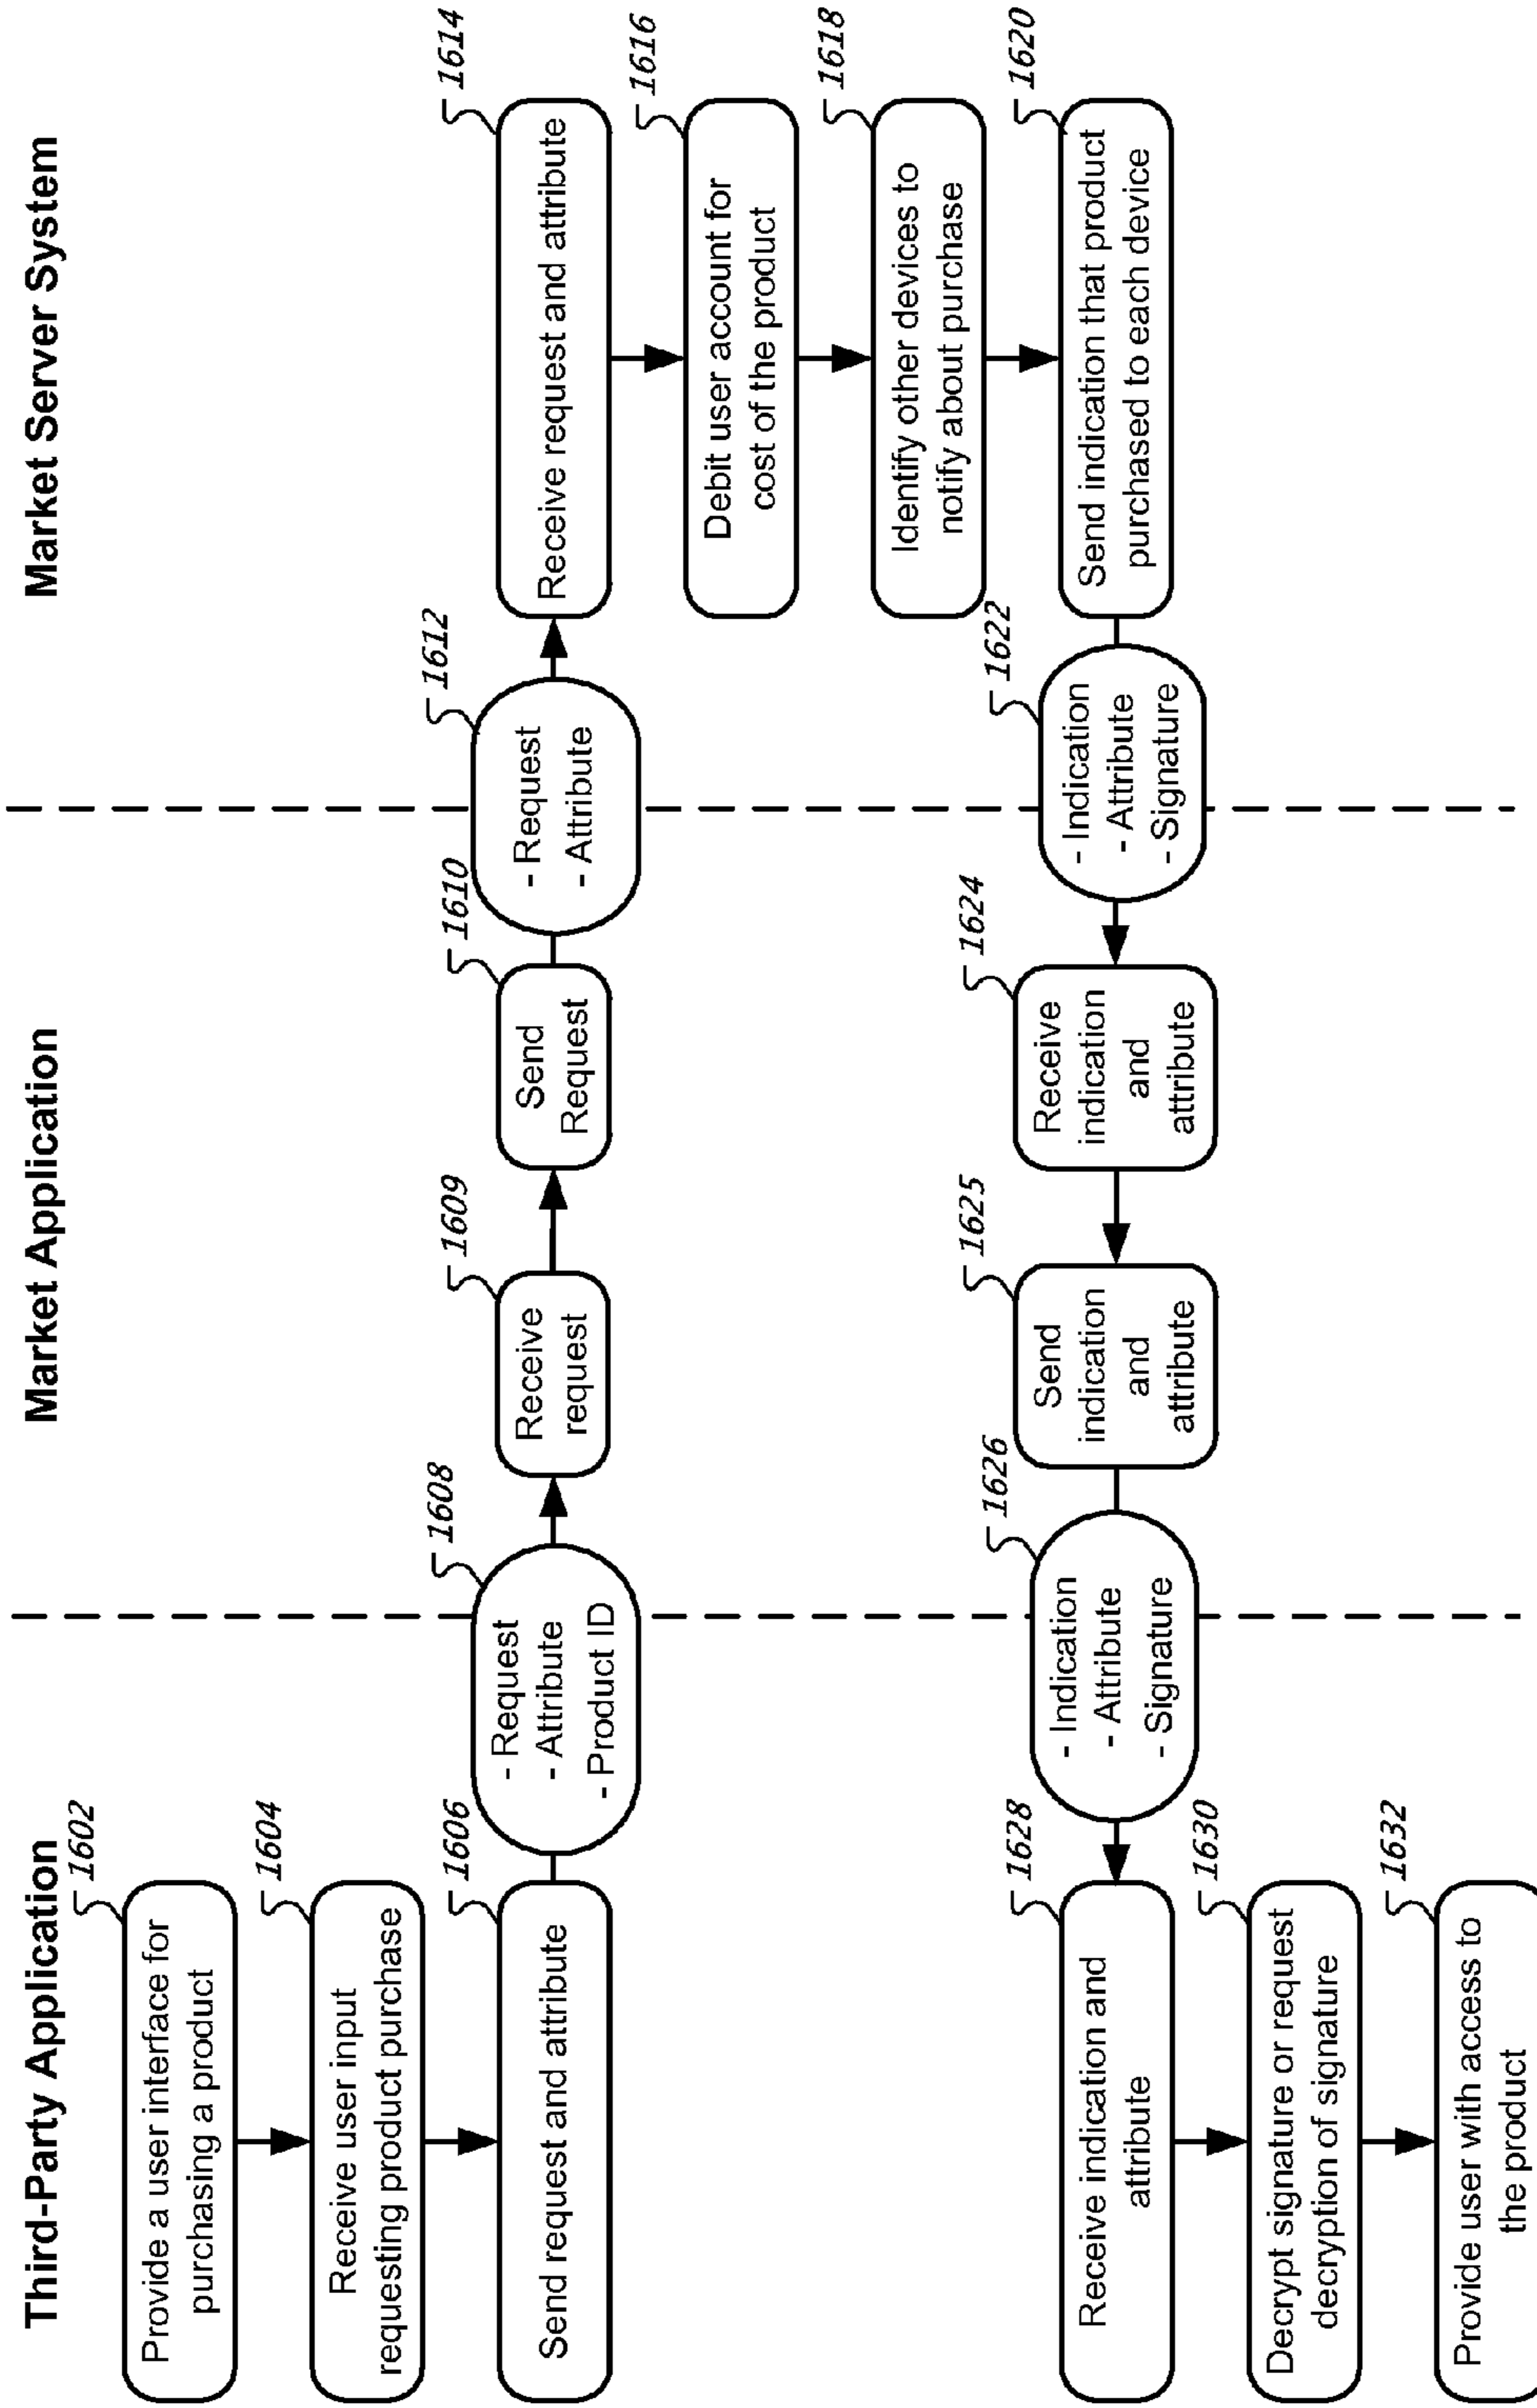 Third-Party Application
Market Application
Market Server System
1602
Provide a user interface for
purchasing a product
1604
Receive user input
requesting product purchase
1606
Send request and attribute
1608
- Request
- Attribute
- Product ID
1609
Receive
request
1610
Send
Request
1612
- Request
- Attribute
1614
Receive request and attribute
1616
Debit user account for
cost of the product
1618
Identify other devices to
notify about purchase
1620
Send indication that product
purchased to each device
1622
- Indication
- Attribute
- Signature
1624
Receive
indication
and
attribute
1625
Send
indication
and
attribute
1626
- Indication
- Attribute
- Signature
1628
Receive indication and
attribute
1630
Decrypt signature or request
decryption of signature
1632
Provide user with access to
the product